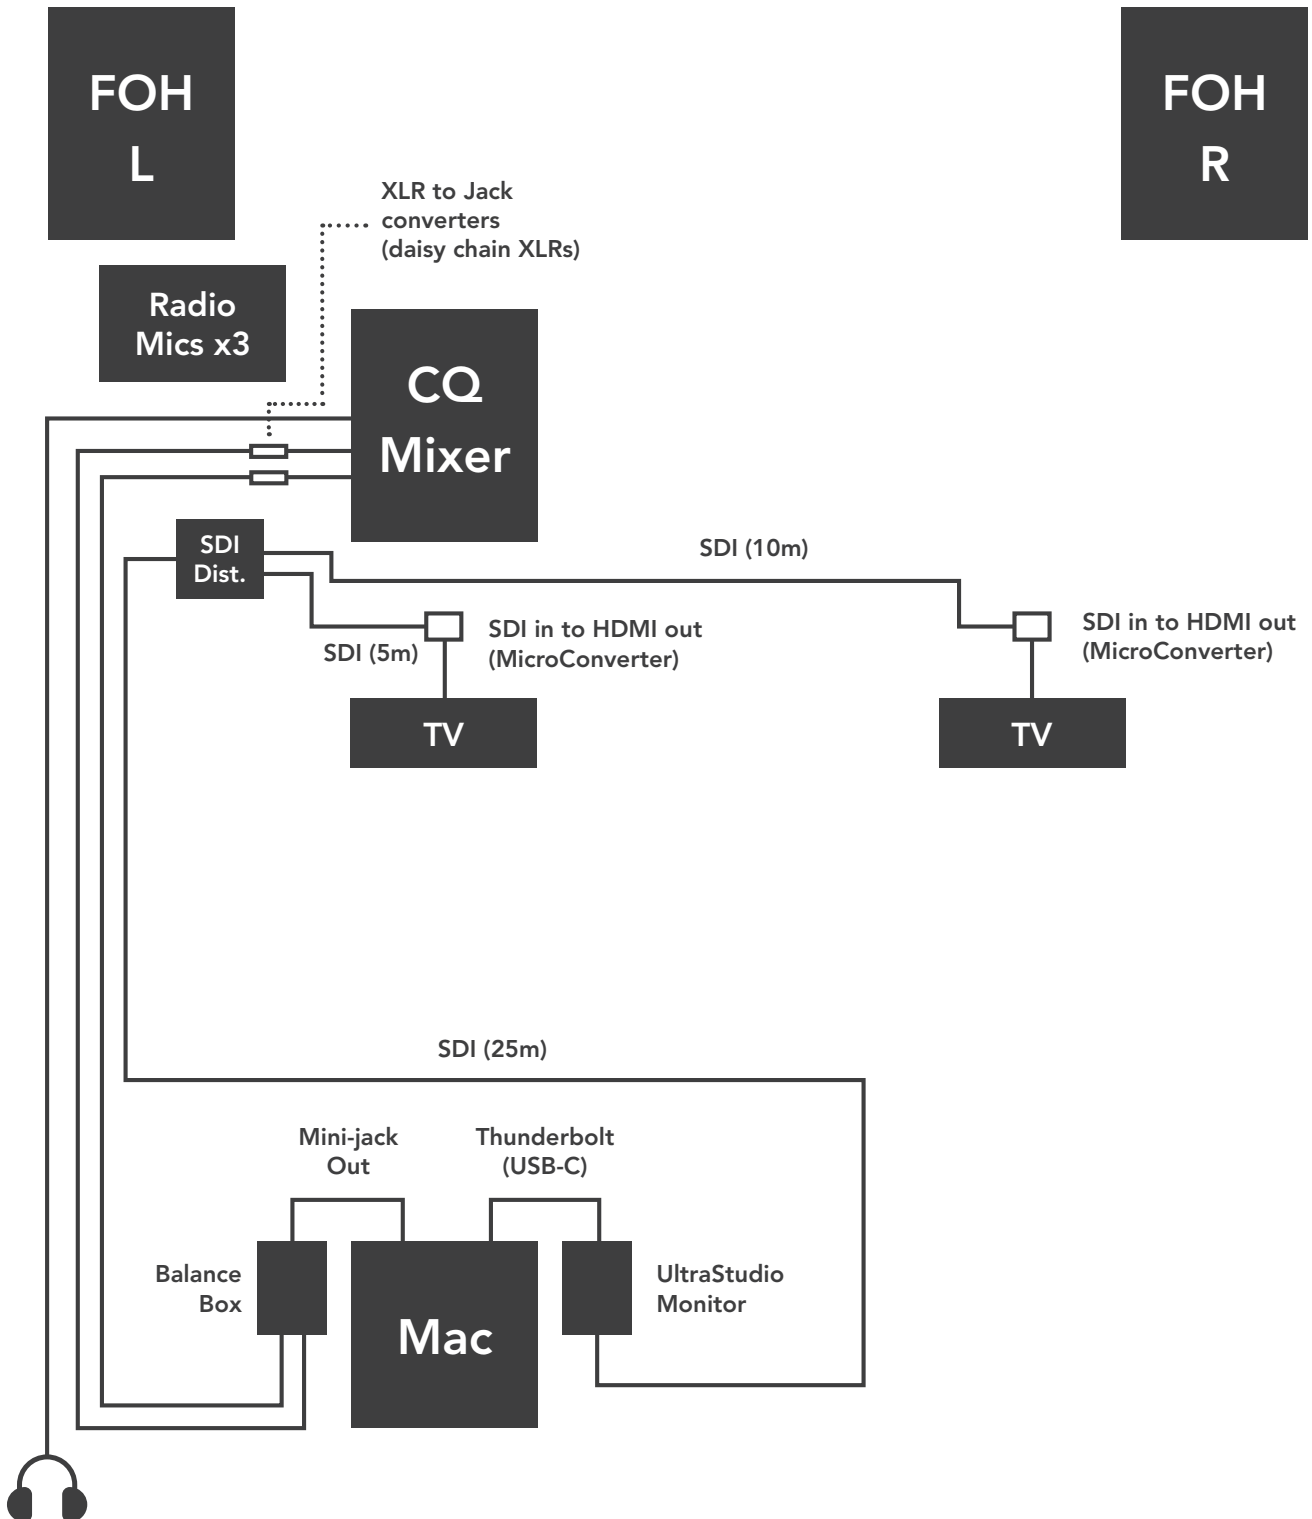 FOH
L
FOH
R
XLR to Jack
converters
(daisy chain XLRs)
Radio
Mics x3
CQ
Mixer
SDI
Dist.
SDI (10m)
SDI (5m)
SDI in to HDMI out
(MicroConverter)
SDI in to HDMI out
(MicroConverter)
TV
TV
SDI (25m)
Mini-jack
Out
Thunderbolt
(USB-C)
Balance
Box
Mac
UltraStudio
Monitor